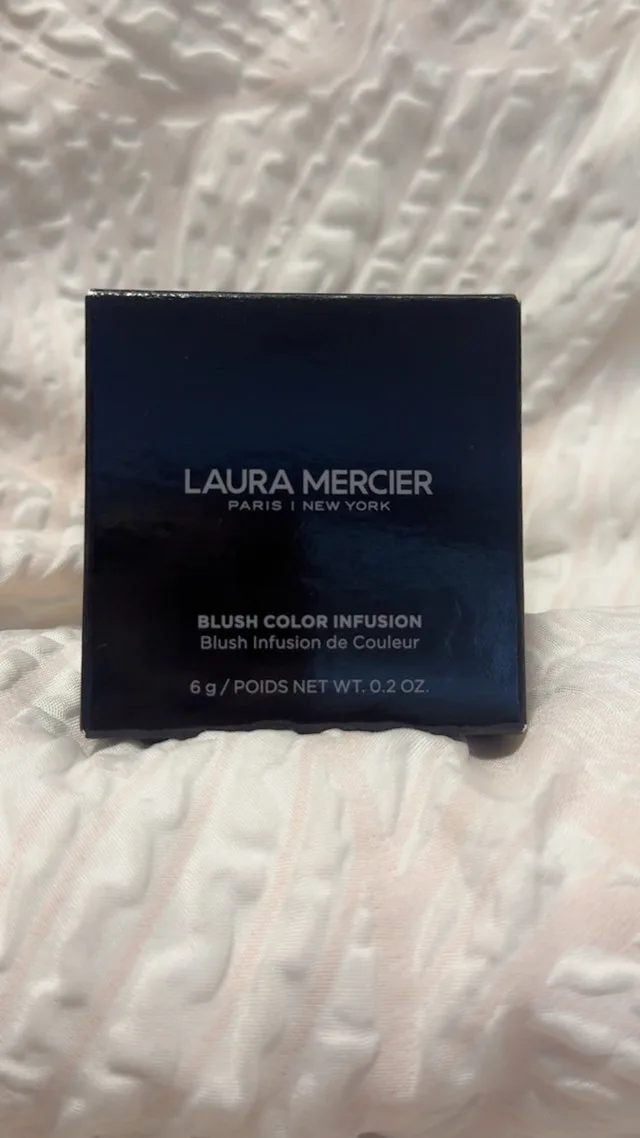 LAURA MERCIER
PARIS | NEW YORK
BLUSH COLOR INFUSION
Blush Infusion de Couleur
6 g / POIDS NET WT. 0.2 OZ.